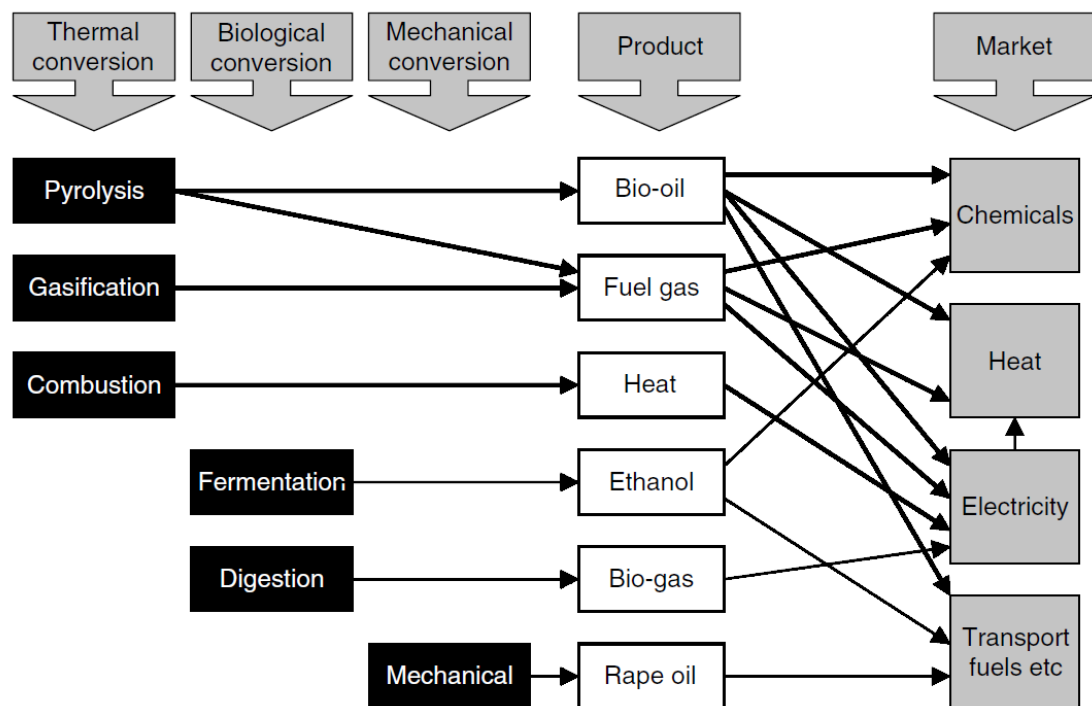 Thermal
conversion
Biological
conversion
Mechanical
conversion
Product
Market
Pyrolysis
Bio-oil
Chemicals
Gasification
Fuel gas
Combustion
Heat
Heat
Fermentation
Ethanol
Electricity
Digestion
Bio-gas
Transport
fuels etc
Mechanical
Rape oil